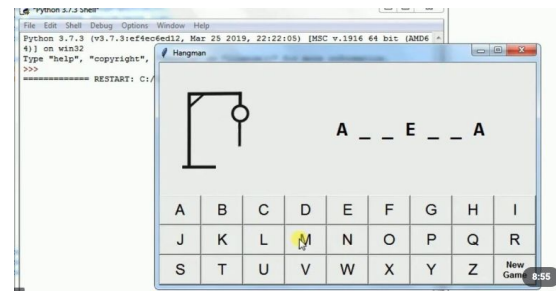 *Python 3.7.3 Shell*
File Edit Shell Debug Options Window Help
Python 3.7.3 (v3.7.3:ef4ec6ed12, Mar 25 2019, 22:22:05) [MSC v.1916 64 bit (AMD6
4)] on win32
Type "help", "copyright",
>>>
============= RESTART: C:/
Hangman
A _ _ E _ _ A
A B C D E F G H I
J K L M N O P Q R
S T U V W X Y Z New Game
8:55